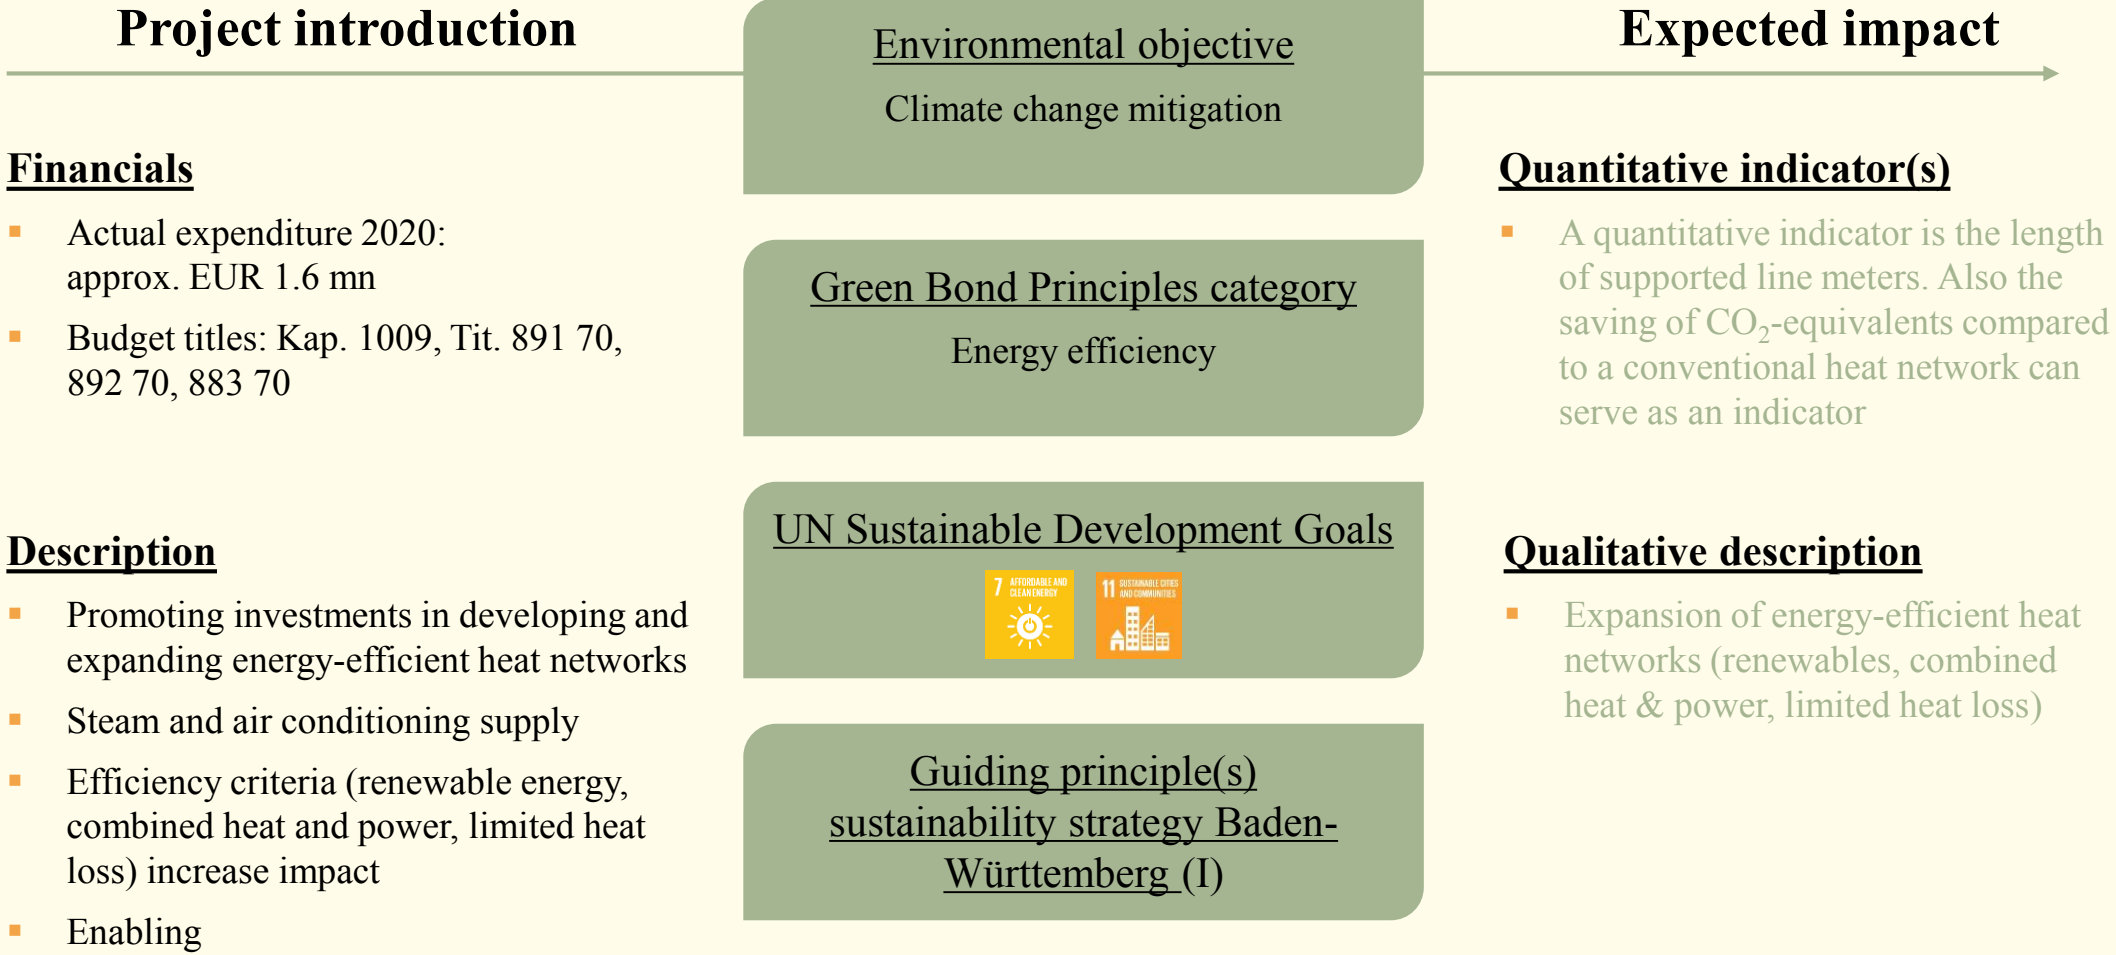 Project introduction
Financials
Actual expenditure 2020:
approx. EUR 1.6 mn
Budget titles: Kap. 1009, Tit. 891 70,
892 70, 883 70
Description
Promoting investments in developing and
expanding energy-efficient heat networks
Steam and air conditioning supply
Efficiency criteria (renewable energy,
combined heat and power, limited heat
loss) increase impact
Enabling
Environmental objective
Climate change mitigation
Green Bond Principles category
Energy efficiency
UN Sustainable Development Goals
7 AFFORDABLE AND
CLEAN ENERGY
11 SUSTAINABLE CITIES
AND COMMUNITIES
Guiding principle(s)
sustainability strategy Baden-
Württemberg (I)
Expected impact
Quantitative indicator(s)
A quantitative indicator is the length
of supported line meters. Also the
saving of CO₂-equivalents compared
to a conventional heat network can
serve as an indicator
Qualitative description
Expansion of energy-efficient heat
networks (renewables, combined
heat & power, limited heat loss)